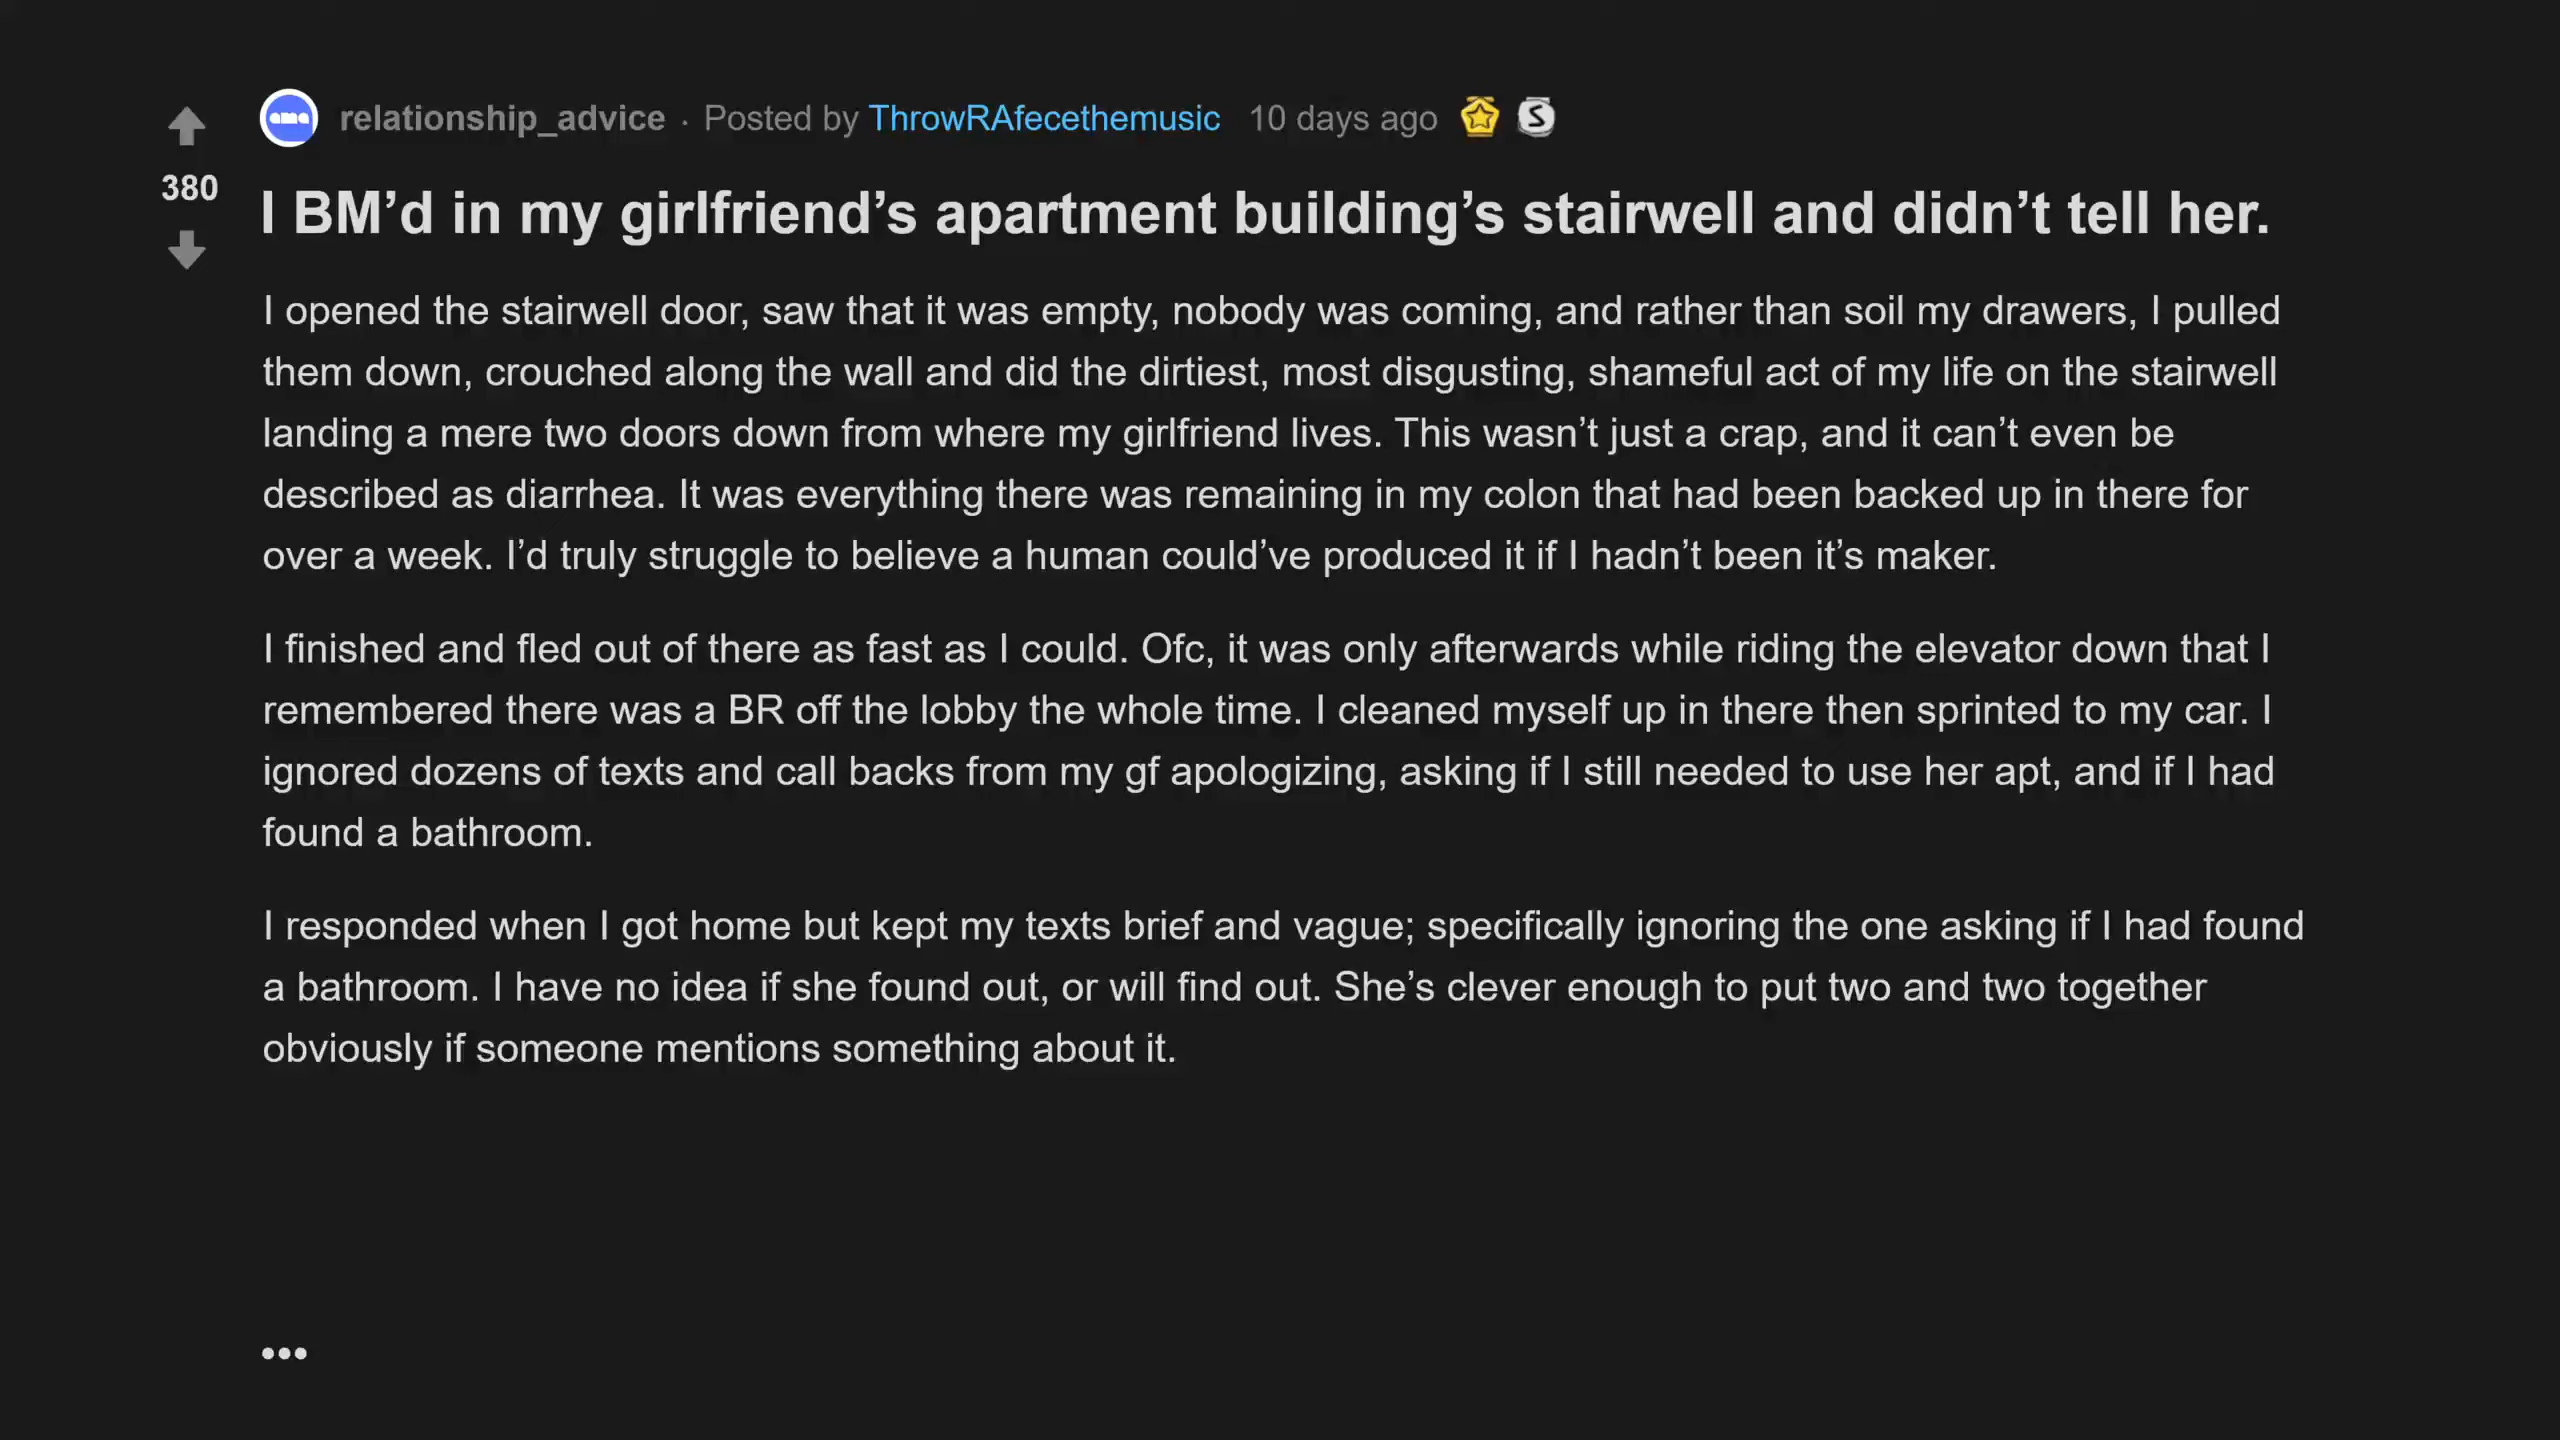 ama relationship_advice · Posted by ThrowRAfecethemusic 10 days ago S
380
I BM’d in my girlfriend’s apartment building’s stairwell and didn’t tell her.
I opened the stairwell door, saw that it was empty, nobody was coming, and rather than soil my drawers, I pulled
them down, crouched along the wall and did the dirtiest, most disgusting, shameful act of my life on the stairwell
landing a mere two doors down from where my girlfriend lives. This wasn’t just a crap, and it can’t even be
described as diarrhea. It was everything there was remaining in my colon that had been backed up in there for
over a week. I’d truly struggle to believe a human could’ve produced it if I hadn’t been it’s maker.
I finished and fled out of there as fast as I could. Ofc, it was only afterwards while riding the elevator down that I
remembered there was a BR off the lobby the whole time. I cleaned myself up in there then sprinted to my car. I
ignored dozens of texts and call backs from my gf apologizing, asking if I still needed to use her apt, and if I had
found a bathroom.
I responded when I got home but kept my texts brief and vague; specifically ignoring the one asking if I had found
a bathroom. I have no idea if she found out, or will find out. She’s clever enough to put two and two together
obviously if someone mentions something about it.
•••